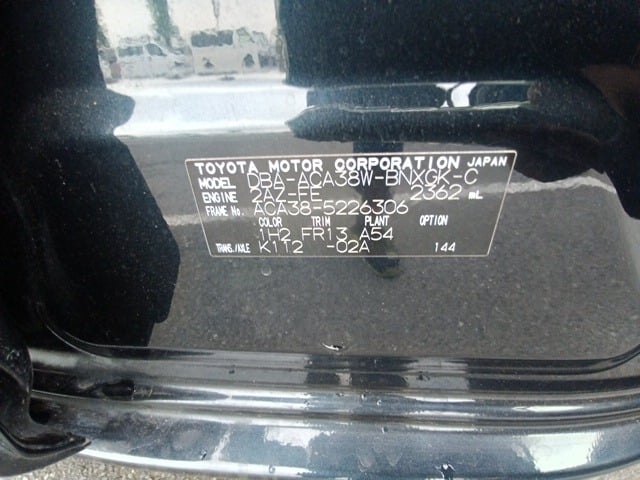 TOYOTA MOTOR CORPORATION JAPAN
MODEL DBA-ACA38W-BNXGK-C
ENGINE 2AZ-FE 2362 mL
FRAME No. ACA38-5226306
COLOR TRIM PLANT OPTION
1H2 FR13 A54
TRANS./AXLE K112 -02A 144